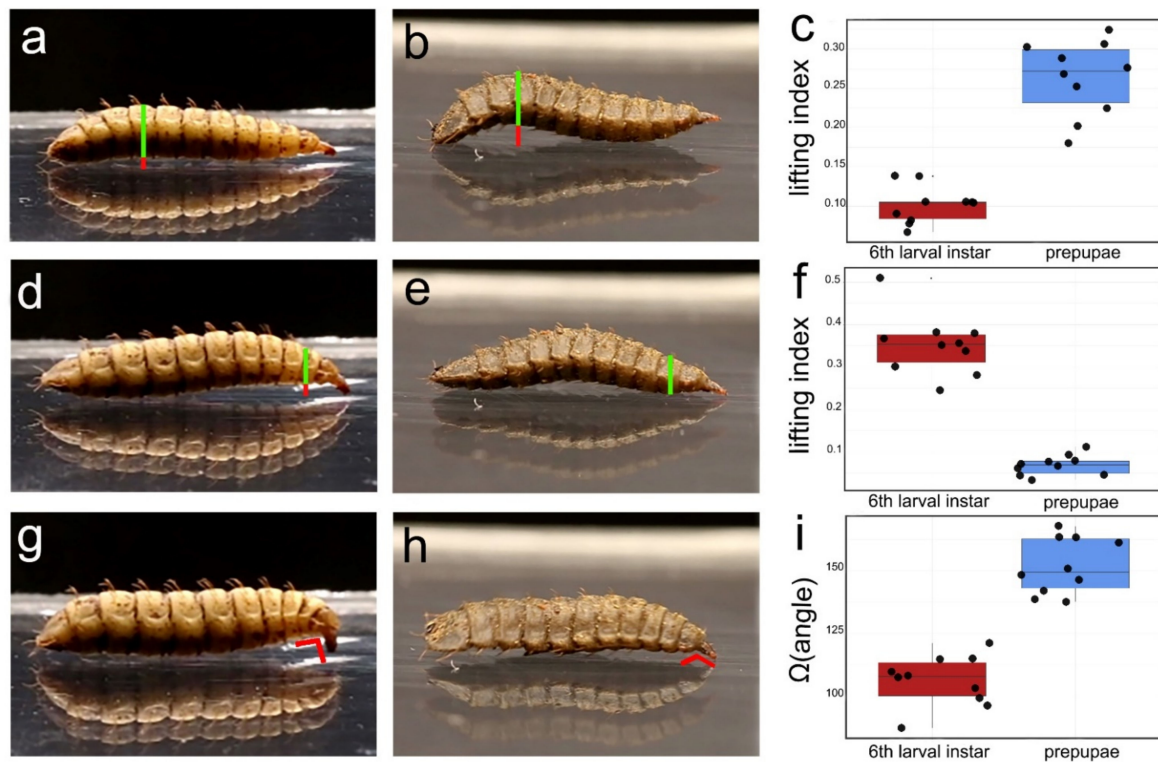 a
b
c
lifting index
0.30
0.25
0.20
0.15
0.10
6th larval instar prepupae
d
e
f
lifting index
0.5
0.4
0.3
0.2
0.1
6th larval instar prepupae
g
h
i
Ω(angle)
150
125
100
6th larval instar prepupae